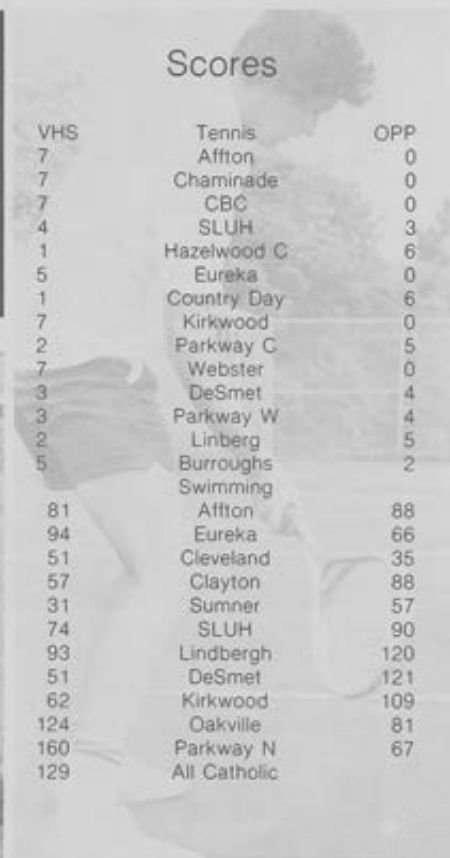 Scores
VHS Tennis OPP
7 Affton 0
7 Chaminade 0
7 CBC 0
4 SLUH 3
1 Hazelwood C 6
5 Eureka 0
1 Country Day 6
7 Kirkwood 0
2 Parkway C 5
7 Webster 0
3 DeSmet 4
3 Parkway W 4
2 Linberg 5
5 Burroughs 2
Swimming
81 Affton 88
94 Eureka 66
51 Cleveland 35
57 Clayton 88
31 Sumner 57
74 SLUH 90
93 Lindbergh 120
51 DeSmet 121
62 Kirkwood 109
124 Oakville 81
160 Parkway N 67
129 All Catholic